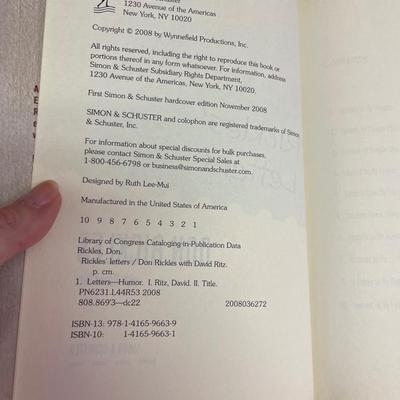 1230 Avenue of the Americas
New York, NY 10020
Copyright © 2008 by Wynnefield Productions, Inc.
All rights reserved, including the right to reproduce this book or
portions thereof in any form whatsoever. For information, address
Simon & Schuster Subsidiary Rights Department,
1230 Avenue of the Americas, New York, NY 10020.
First Simon & Schuster hardcover edition November 2008
SIMON & SCHUSTER and colophon are registered trademarks of Simon
& Schuster, Inc.
For information about special discounts for bulk purchases,
please contact Simon & Schuster Special Sales at
1-800-456-6798 or business@simonandschuster.com.
Designed by Ruth Lee-Mui
Manufactured in the United States of America
10 9 8 7 6 5 4 3 2 1
Library of Congress Cataloging-in-Publication Data
Rickles, Don.
Rickles' letters / Don Rickles with David Ritz.
p. cm.
1. Letters—Humor. I. Ritz, David. II. Title.
PN6231.L44R53 2008
808.869'3—dc22 2008036272
ISBN-13: 978-1-4165-9663-9
ISBN-10: 1-4165-9663-1